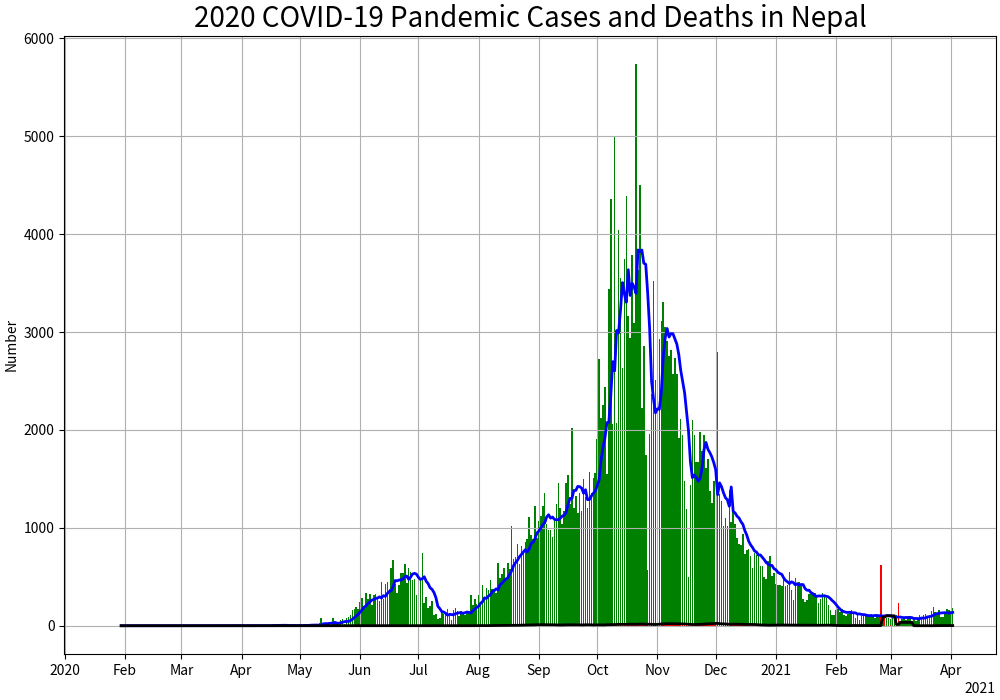 2020 COVID-19 Pandemic Cases and Deaths in Nepal
6000
5000
4000
3000
2000
1000
0
Number
2020 Feb Mar Apr May Jun Jul Aug Sep Oct Nov Dec 2021 Feb Mar Apr
2021